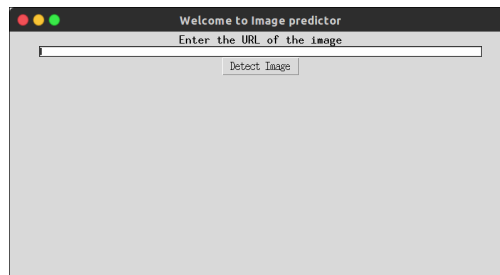 Welcome to Image predictor
Enter the URL of the image
Detect Image